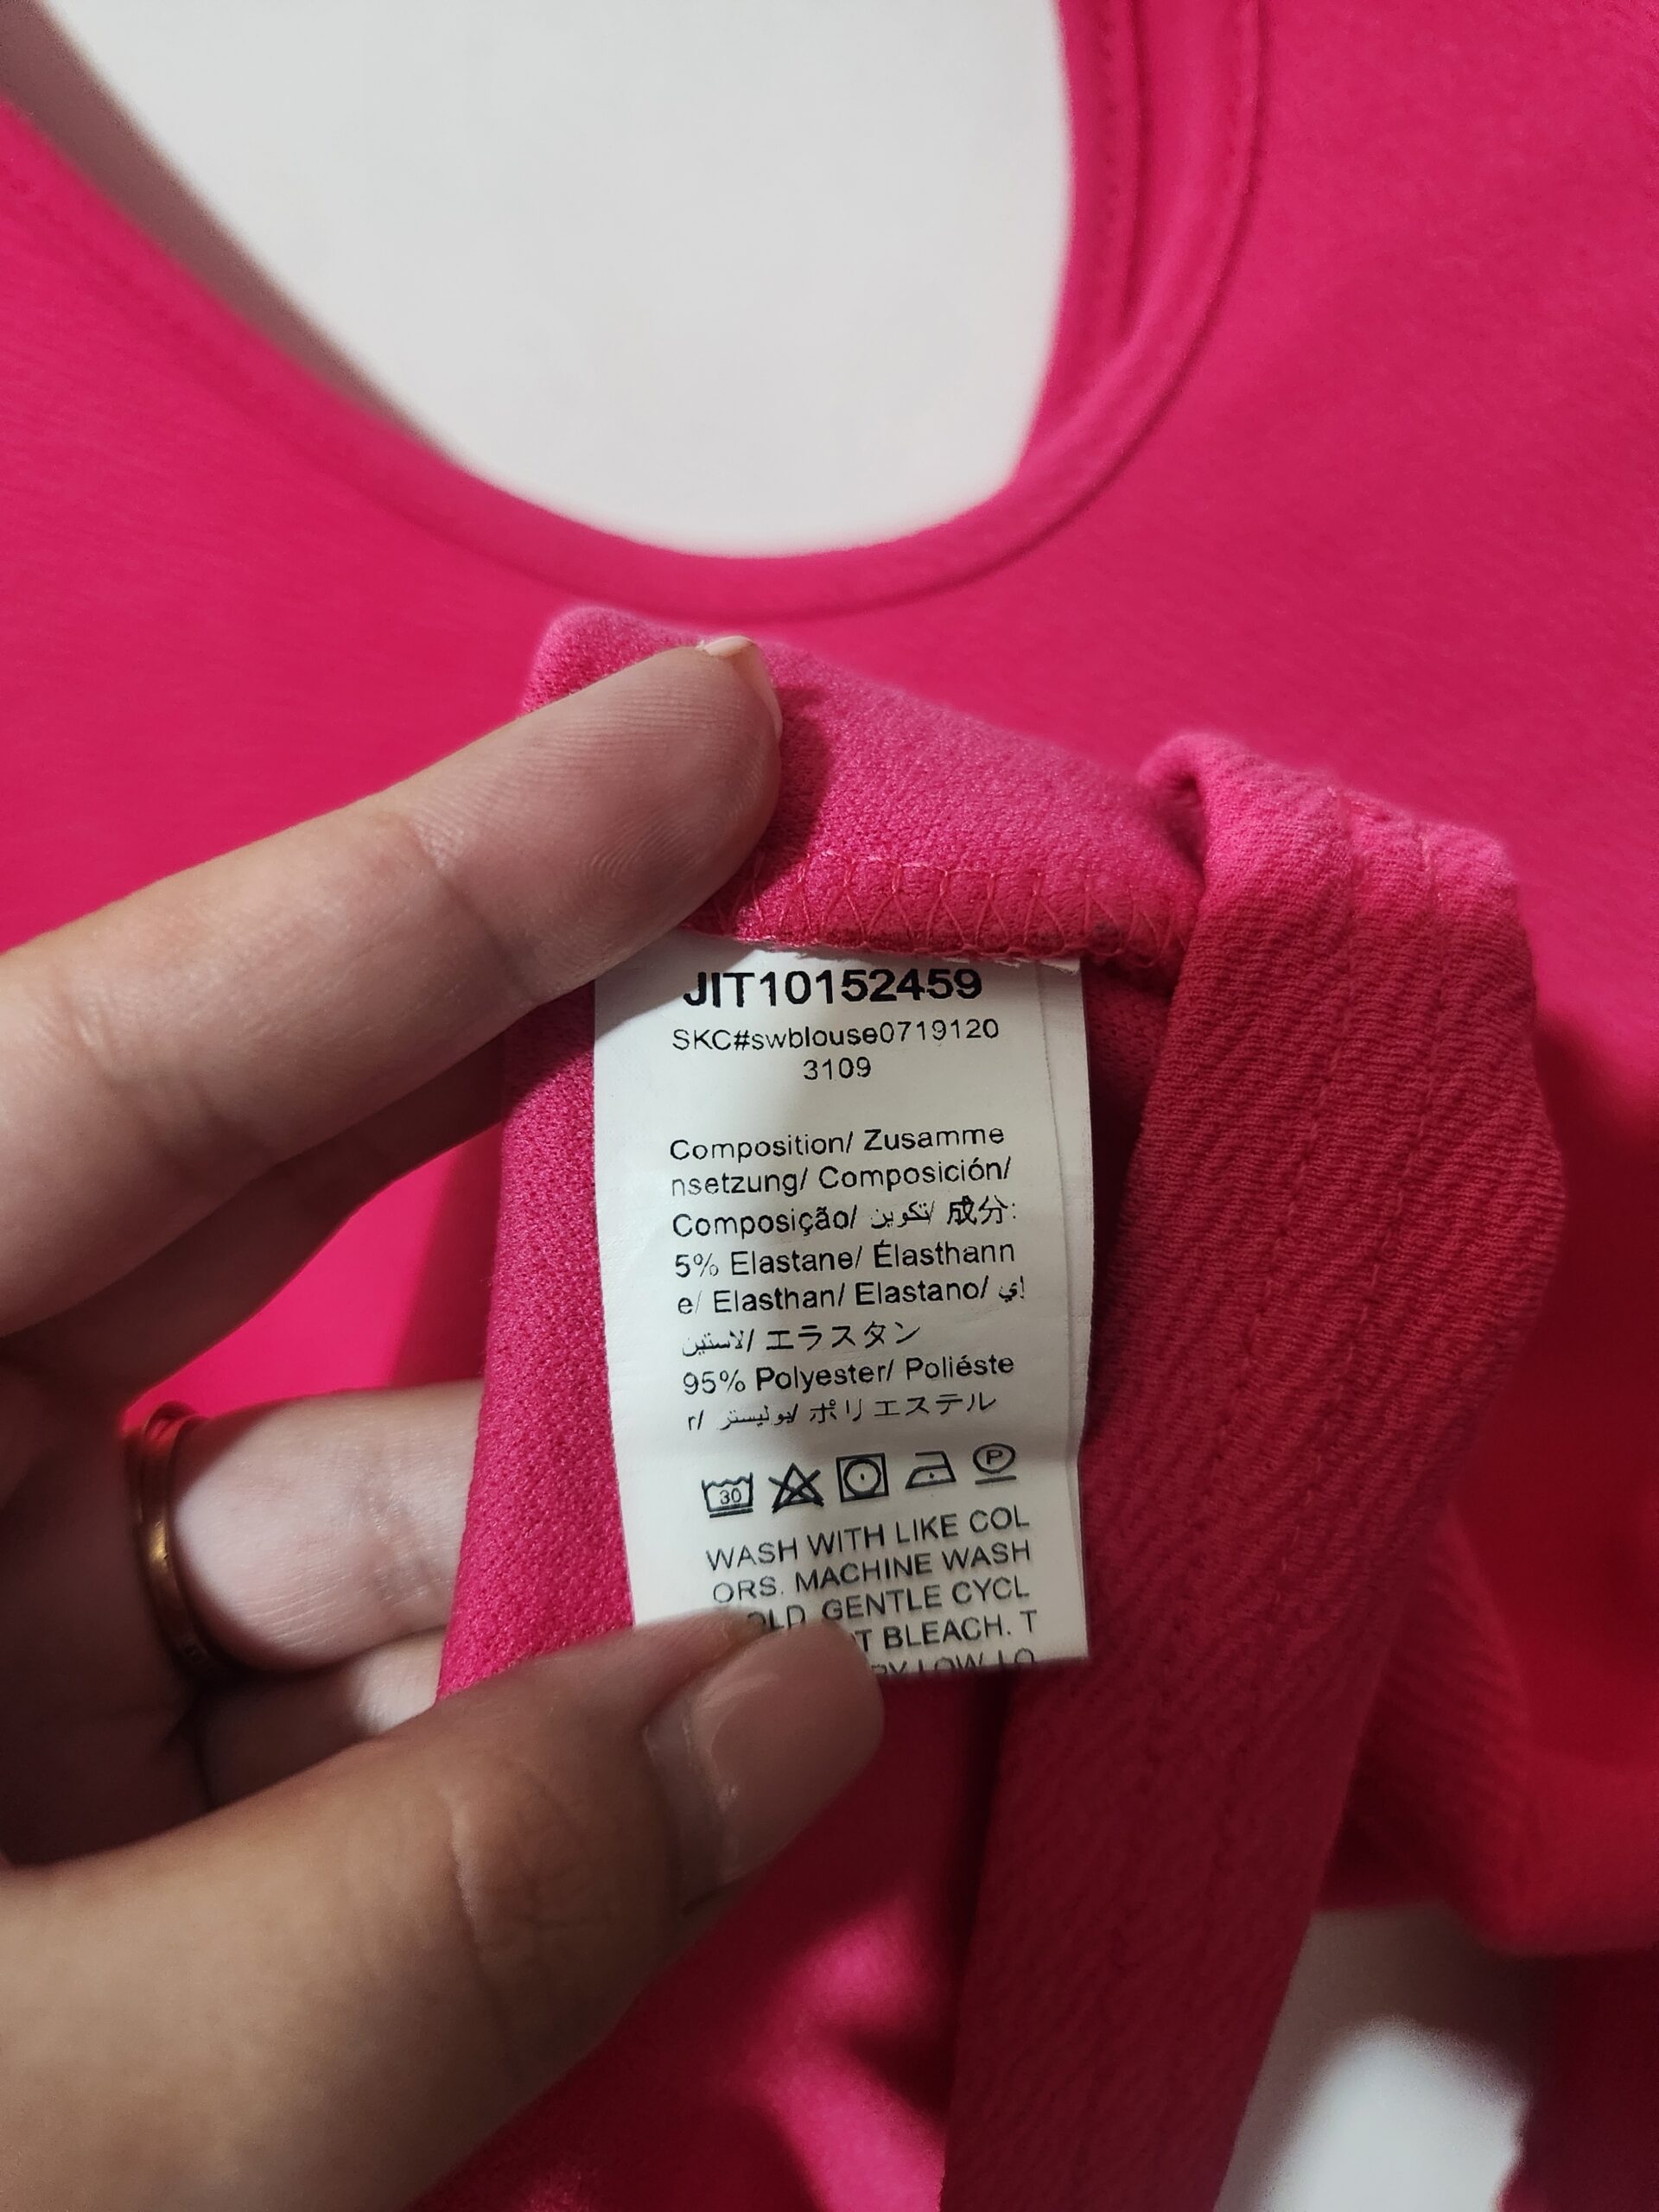 JIT10152459
SKC#swblouse0719120
3109
Composition/ Zusamme
nsetzung/ Composición/
Composição/ تكوين/ 成分:
5% Elastane/ Élasthann
e/ Elasthan/ Elastano/ إي
لاستين/ エラスタン
95% Polyester/ Poliéste
r/ بوليستر/ ポリエステル
30
P
WASH WITH LIKE COL
ORS. MACHINE WASH
GENTLE CYCL
BLEACH. T
LOW/ LO